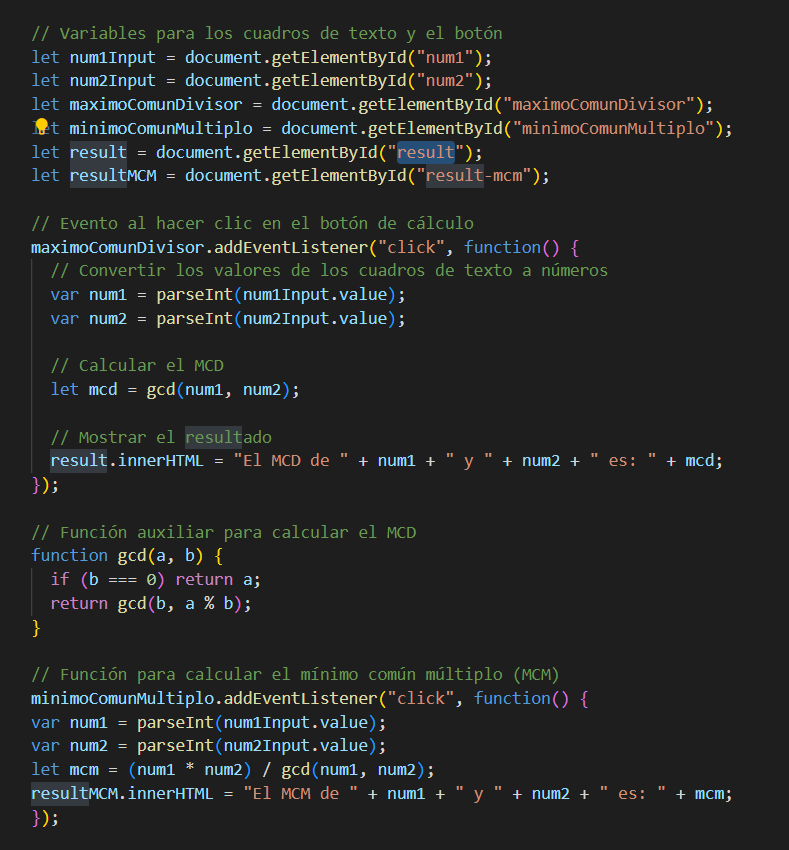 // Variables para los cuadros de texto y el botón
let num1Input = document.getElementById("num1");
let num2Input = document.getElementById("num2");
let maximoComunDivisor = document.getElementById("maximoComunDivisor");
let minimoComunMultiplo = document.getElementById("minimoComunMultiplo");
let result = document.getElementById("result");
let resultMCM = document.getElementById("result-mcm");

// Evento al hacer clic en el botón de cálculo
maximoComunDivisor.addEventListener("click", function() {
  // Convertir los valores de los cuadros de texto a números
  var num1 = parseInt(num1Input.value);
  var num2 = parseInt(num2Input.value);

  // Calcular el MCD
  let mcd = gcd(num1, num2);

  // Mostrar el resultado
  result.innerHTML = "El MCD de " + num1 + " y " + num2 + " es: " + mcd;
});

// Función auxiliar para calcular el MCD
function gcd(a, b) {
  if (b === 0) return a;
  return gcd(b, a % b);
}

// Función para calcular el mínimo común múltiplo (MCM)
minimoComunMultiplo.addEventListener("click", function() {
var num1 = parseInt(num1Input.value);
var num2 = parseInt(num2Input.value);
let mcm = (num1 * num2) / gcd(num1, num2);
resultMCM.innerHTML = "El MCM de " + num1 + " y " + num2 + " es: " + mcm;
});